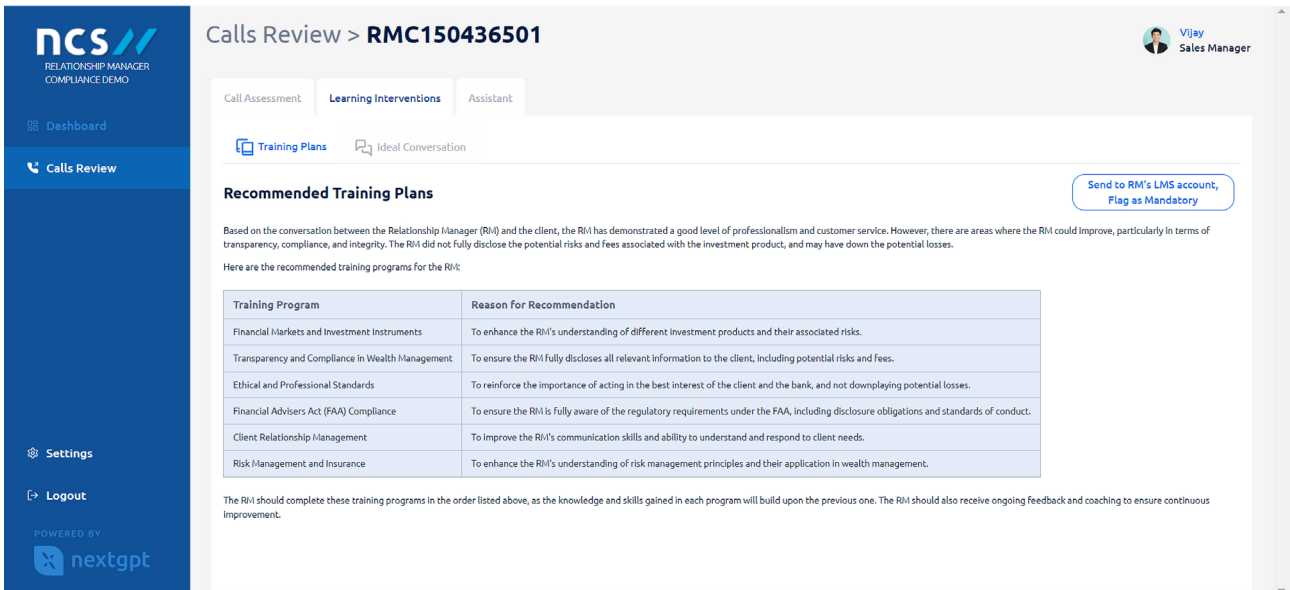 ncs
RELATIONSHIP MANAGER
COMPLIANCE DEMO
Dashboard
Calls Review
Settings
Logout
POWERED BY
nextgpt
Calls Review > RMC150436501
Vijay
Sales Manager
Call Assessment
Learning Interventions
Assistant
Training Plans
Ideal Conversation
Recommended Training Plans
Send to RM's LMS account,
Flag as Mandatory
Based on the conversation between the Relationship Manager (RM) and the client, the RM has demonstrated a good level of professionalism and customer service. However, there are areas where the RM could improve, particularly in terms of
transparency, compliance, and integrity. The RM did not fully disclose the potential risks and fees associated with the investment product, and may have down the potential losses.
Here are the recommended training programs for the RM:
Training Program Reason for Recommendation
Financial Markets and Investment Instruments To enhance the RM's understanding of different investment products and their associated risks.
Transparency and Compliance in Wealth Management To ensure the RM fully discloses all relevant information to the client, including potential risks and fees.
Ethical and Professional Standards To reinforce the importance of acting in the best interest of the client and the bank, and not downplaying potential losses.
Financial Advisers Act (FAA) Compliance To ensure the RM is fully aware of the regulatory requirements under the FAA, including disclosure obligations and standards of conduct.
Client Relationship Management To improve the RM's communication skills and ability to understand and respond to client needs.
Risk Management and Insurance To enhance the RM's understanding of risk management principles and their application in wealth management.
The RM should complete these training programs in the order listed above, as the knowledge and skills gained in each program will build upon the previous one. The RM should also receive ongoing feedback and coaching to ensure continuous
improvement.